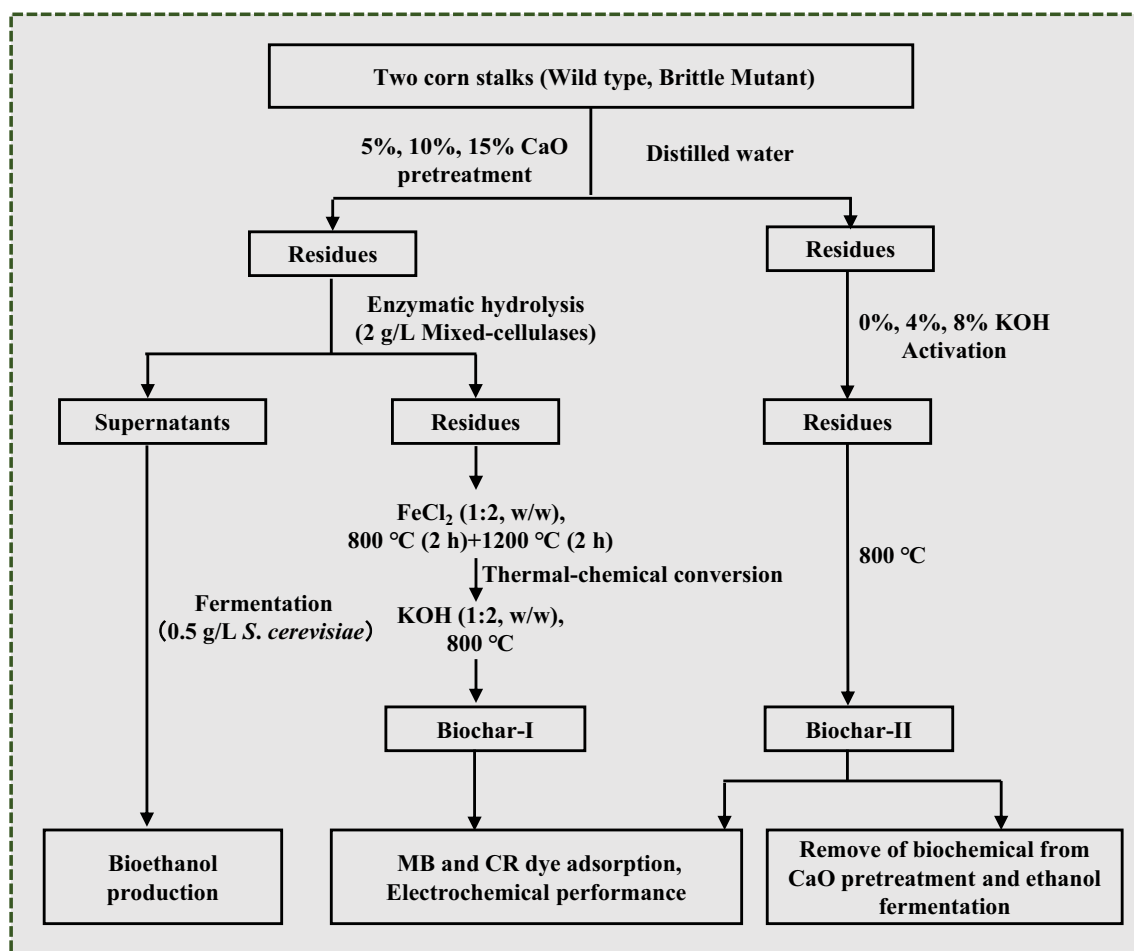 Two corn stalks (Wild type, Brittle Mutant)
5%, 10%, 15% CaO
pretreatment
Distilled water
Residues
Residues
Enzymatic hydrolysis
(2 g/L Mixed-cellulases)
0%, 4%, 8% KOH
Activation
Supernatants
Residues
Residues
FeCl₂ (1:2, w/w),
800 ℃ (2 h)+1200 ℃ (2 h)
800 ℃
Thermal-chemical conversion
Fermentation
（0.5 g/L S. cerevisiae）
KOH (1:2, w/w),
800 ℃
Biochar-I
Biochar-II
Bioethanol
production
MB and CR dye adsorption,
Electrochemical performance
Remove of biochemical from
CaO pretreatment and ethanol
fermentation